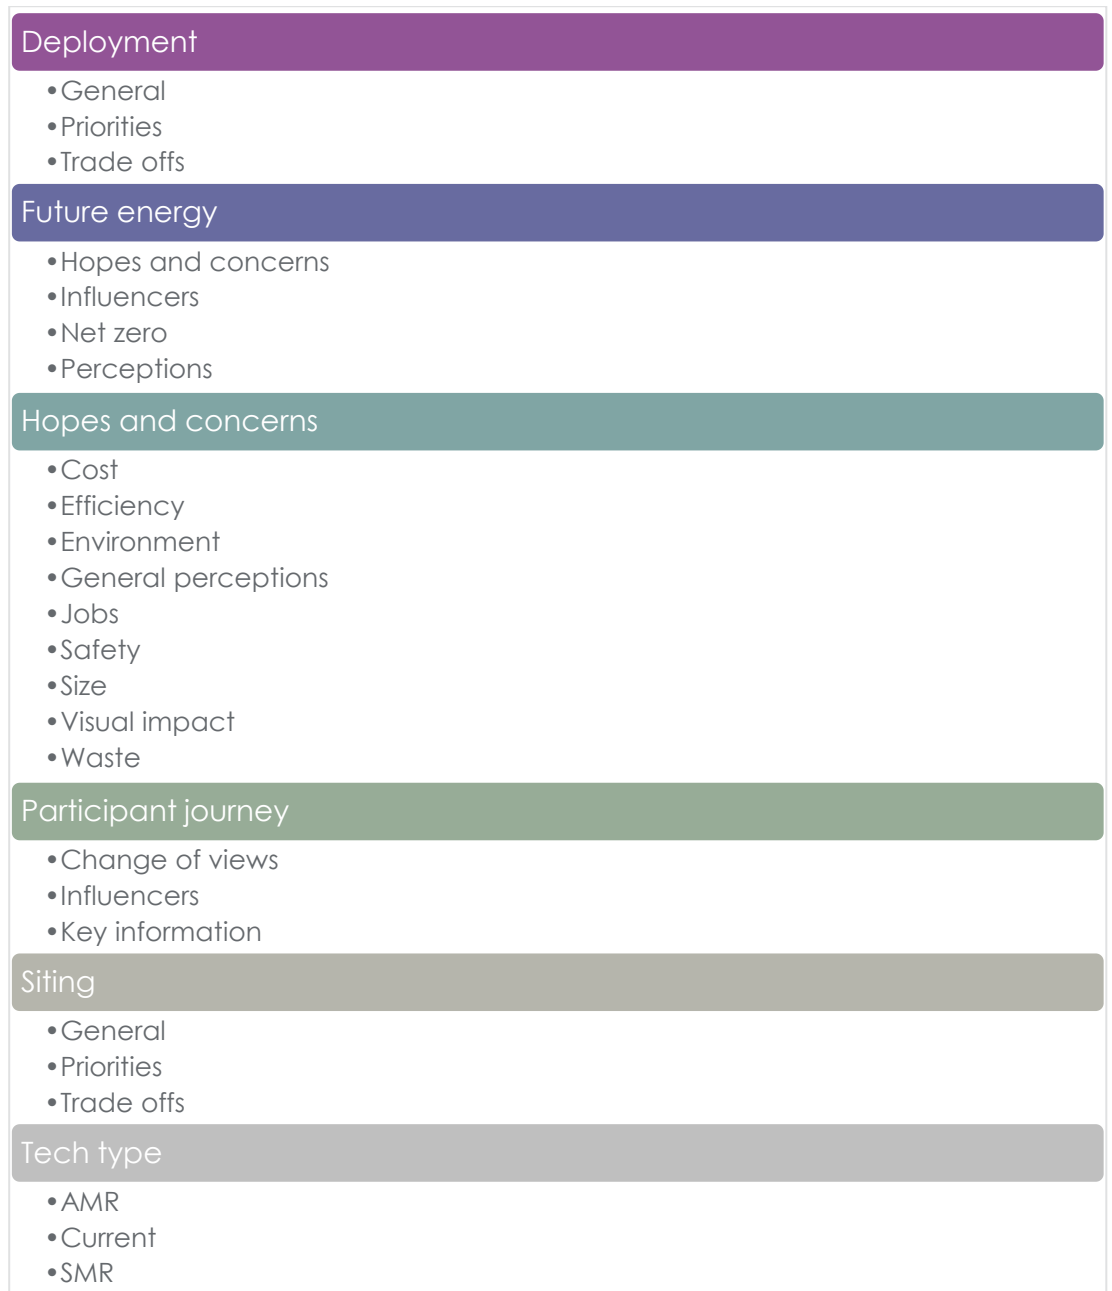 Deployment
•General
•Priorities
•Trade offs
Future energy
•Hopes and concerns
•Influencers
•Net zero
•Perceptions
Hopes and concerns
•Cost
•Efficiency
•Environment
•General perceptions
•Jobs
•Safety
•Size
•Visual impact
•Waste
Participant journey
•Change of views
•Influencers
•Key information
Siting
•General
•Priorities
•Trade offs
Tech type
•AMR
•Current
•SMR